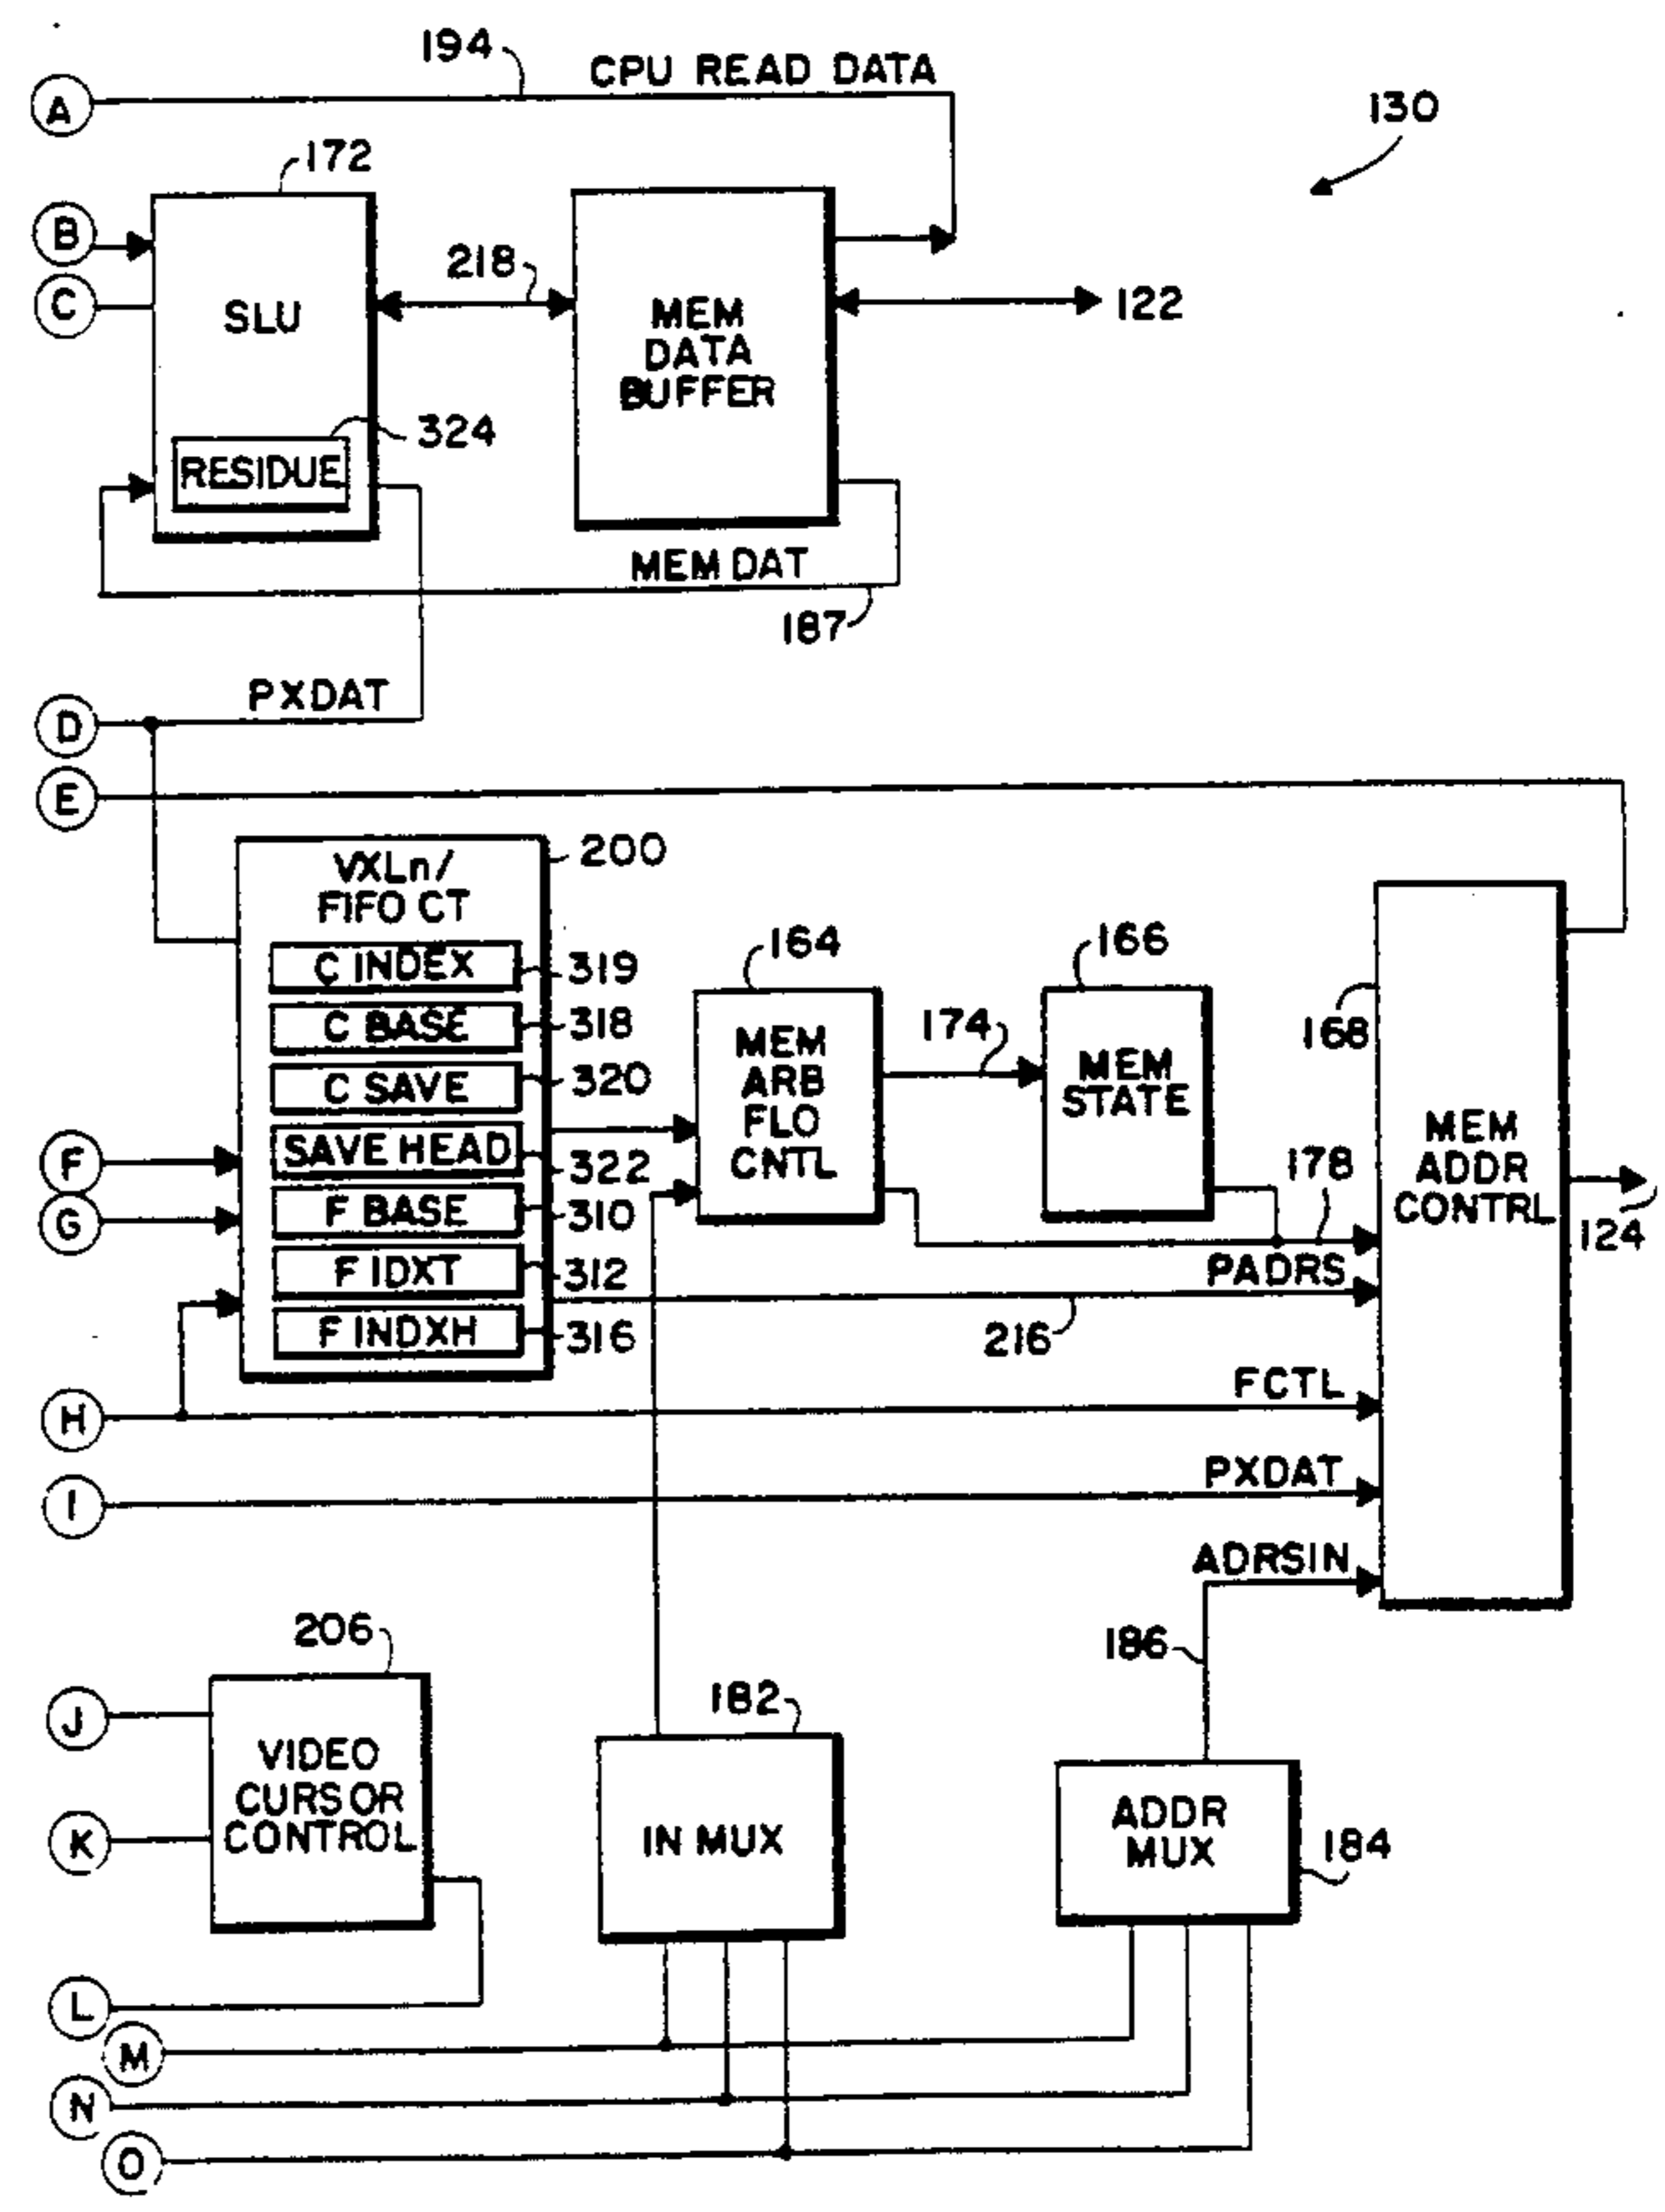 194
CPU READ DATA
A
130
172
B
218
C
SLU
MEM
DATA
BUFFER
122
324
RESIDUE
MEM DAT
187
PXDAT
D
E
VXLn/
FIFO CT
200
C INDEX
319
C BASE
318
C SAVE
320
SAVE HEAD
322
F BASE
310
F IDXT
312
F INDXH
316
164
MEM
ARB
FLO
CNTL
174
166
MEM
STATE
168
MEM
ADDR
CONTRL
178
124
F
G
PADRS
216
H
FCTL
I
PXDAT
ADRSIN
186
206
J
VIDEO
CURSOR
CONTROL
K
182
IN MUX
ADDR
MUX
184
L
M
N
O